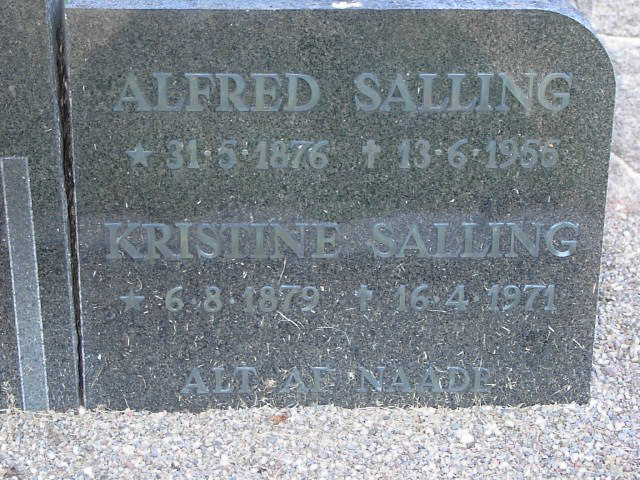 ALFRED SALLING
★ 31·5·1876 † 13·6·1956
KRISTINE SALLING
★ 6·8·1879 † 16·4·1971
ALT AF NAADE